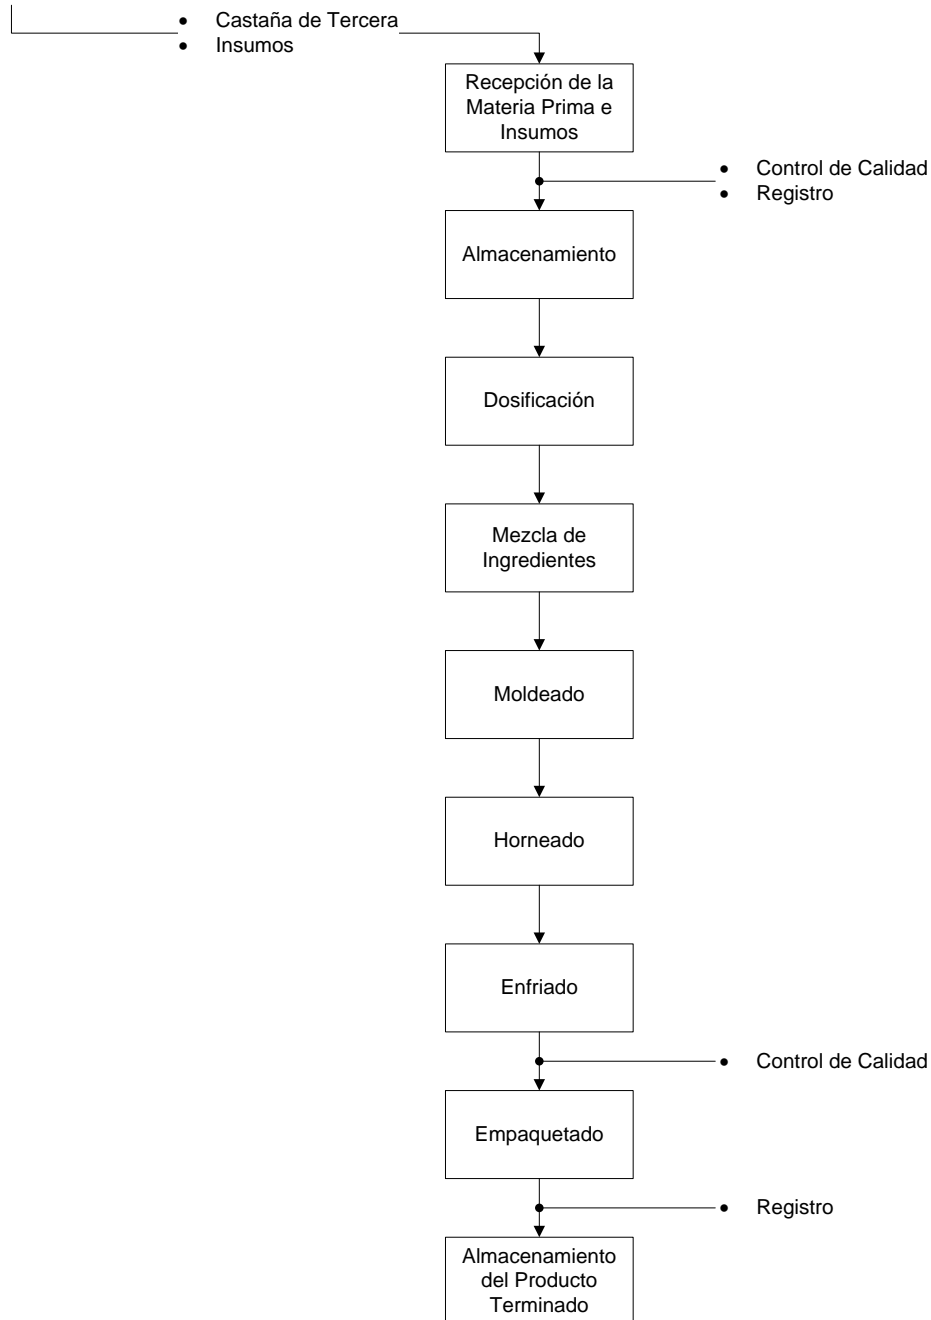 • Castaña de Tercera
• Insumos
Recepción de la
Materia Prima e
Insumos
• Control de Calidad
• Registro
Almacenamiento
Dosificación
Mezcla de
Ingredientes
Moldeado
Horneado
Enfriado
• Control de Calidad
Empaquetado
• Registro
Almacenamiento
del Producto
Terminado